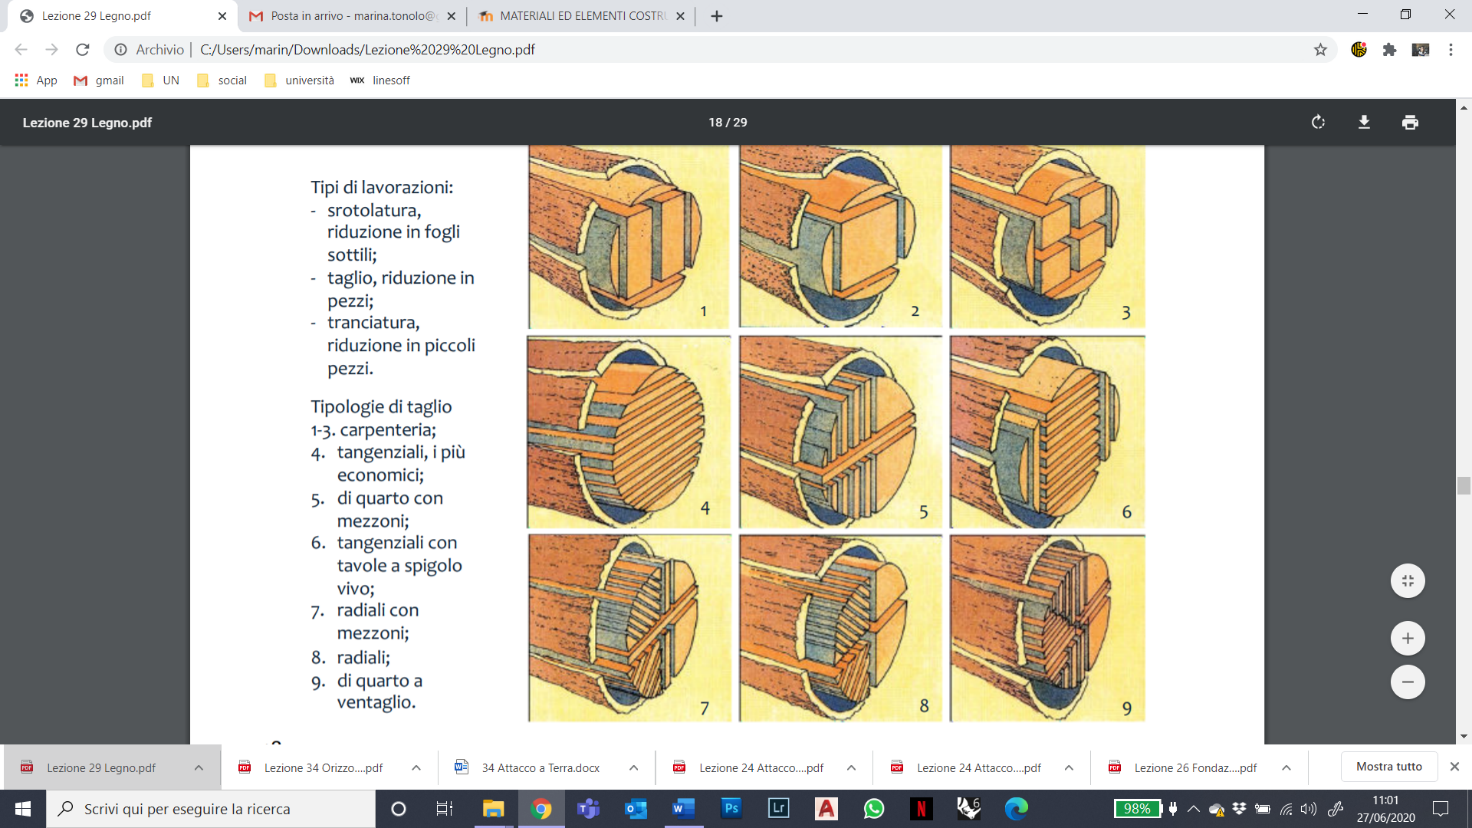 Lezione 29 Legno.pdf
Posta in arrivo - marina.tonolo@
MATERIALI ED ELEMENTI COSTR
Archivio | C:/Users/marin/Downloads/Lezione%2029%20Legno.pdf
App gmail UN social università WIX linesoff
Lezione 29 Legno.pdf 18 / 29
Tipi di lavorazioni:
- srotolatura,
riduzione in fogli
sottili;
- taglio, riduzione in
pezzi;
- tranciatura,
riduzione in piccoli
pezzi.
Tipologie di taglio
1-3. carpenteria;
4. tangenziali, i più
economici;
5. di quarto con
mezzoni;
6. tangenziali con
tavole a spigolo
vivo;
7. radiali con
mezzoni;
8. radiali;
9. di quarto a
ventaglio.
1 2 3
4 5 6
7 8 9
Lezione 29 Legno.pdf
Lezione 34 Orizzo....pdf
34 Attacco a Terra.docx
Lezione 24 Attacco....pdf
Lezione 24 Attacco....pdf
Lezione 26 Fondaz....pdf
Mostra tutto
Scrivi qui per eseguire la ricerca
98%
11:01
27/06/2020